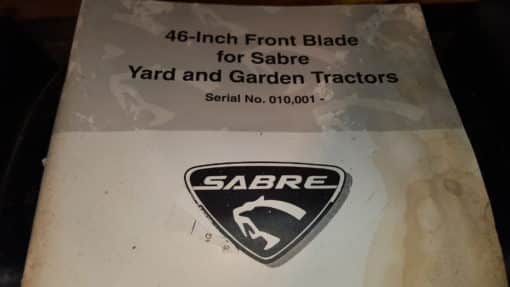 46-Inch Front Blade
for Sabre
Yard and Garden Tractors
Serial No. 010,001 -
SABRE